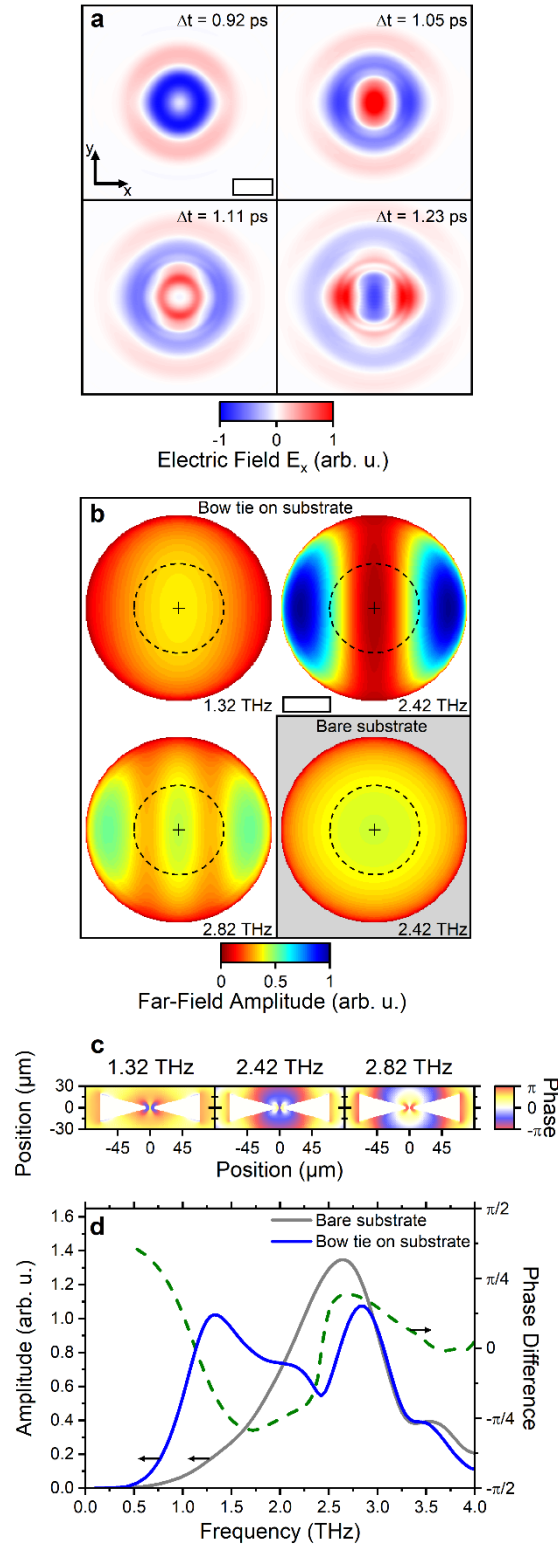 a
Δt = 0.92 ps
Δt = 1.05 ps
y
x
Δt = 1.11 ps
Δt = 1.23 ps
-1 0 1
Electric Field Ex (arb. u.)
b
Bow tie on substrate
1.32 THz
2.42 THz
Bare substrate
2.82 THz
2.42 THz
0 0.5 1
Far-Field Amplitude (arb. u.)
c
1.32 THz 2.42 THz 2.82 THz
30
0
-30
Position (µm)
-45 0 45 -45 0 45 -45 0 45
Position (µm)
π
0
-π
Phase
d
Bare substrate
Bow tie on substrate
1.6
1.4
1.2
1.0
0.8
0.6
0.4
0.2
0.0
Amplitude (arb. u.)
π/2
π/4
0
-π/4
-π/2
Phase Difference
0.0 0.5 1.0 1.5 2.0 2.5 3.0 3.5 4.0
Frequency (THz)